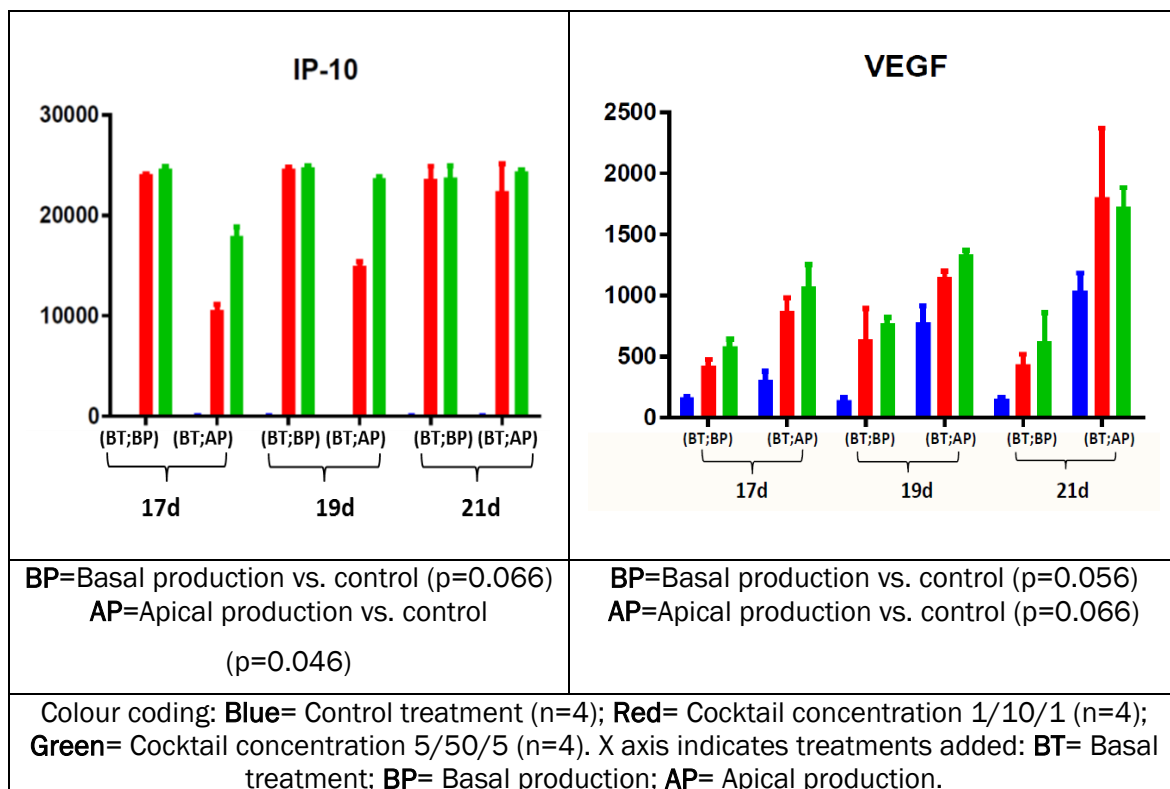 IP-10
30000
20000
10000
0
(BT;BP) (BT;AP) (BT;BP) (BT;AP) (BT;BP) (BT;AP)
17d 19d 21d
VEGF
2500
2000
1500
1000
500
0
(BT;BP) (BT;AP) (BT;BP) (BT;AP) (BT;BP) (BT;AP)
17d 19d 21d
BP=Basal production vs. control (p=0.066)
AP=Apical production vs. control
(p=0.046)
BP=Basal production vs. control (p=0.056)
AP=Apical production vs. control (p=0.066)
Colour coding: Blue= Control treatment (n=4); Red= Cocktail concentration 1/10/1 (n=4);
Green= Cocktail concentration 5/50/5 (n=4). X axis indicates treatments added: BT= Basal
treatment; BP= Basal production; AP= Apical production.